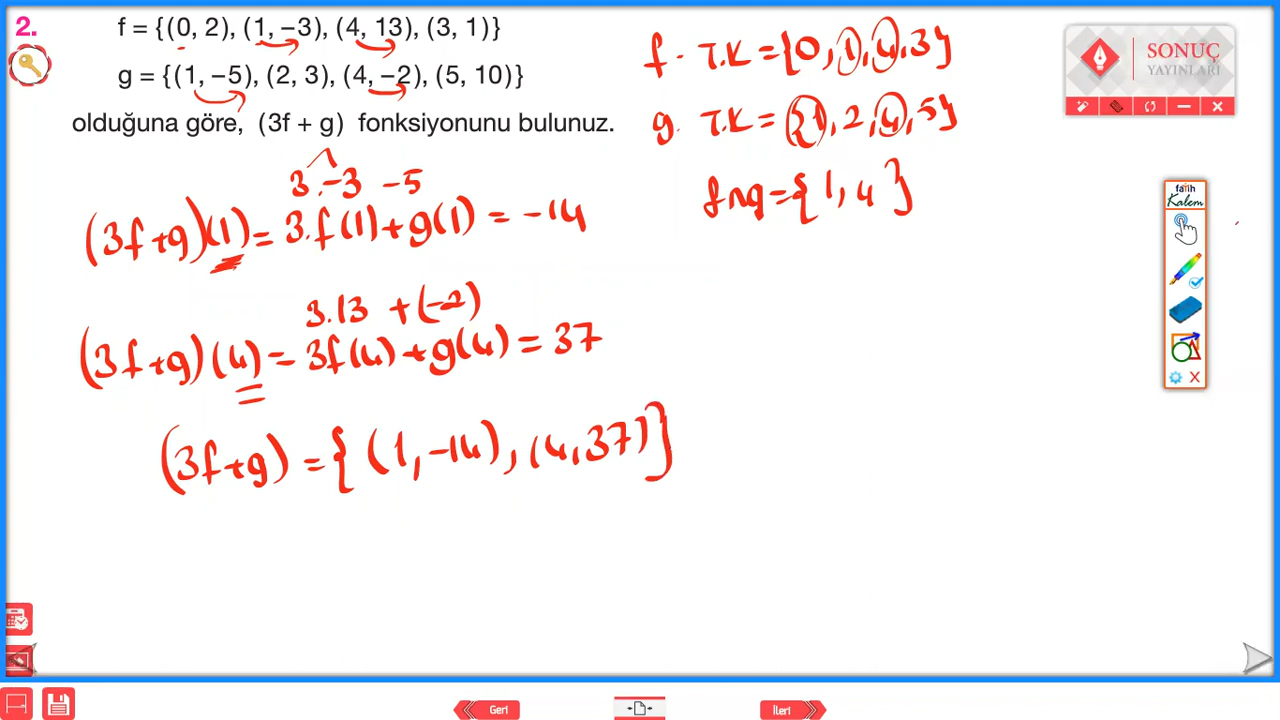 2.
f = {(0, 2), (1, −3), (4, 13), (3, 1)}
g = {(1, −5), (2, 3), (4, −2), (5, 10)}
olduğuna göre, (3f + g) fonksiyonunu bulunuz.
3.-3 -5
(3f+g)(1) = 3.f(1)+g(1) = -14
3.13 + (-2)
(3f+g)(4) = 3f(4)+g(4) = 37
(3f+g) = {(1,-14), (4,37)}
f. T.K = {0, 1, 4, 3}
g. T.K = {1, 2, 4, 5}
f∩g = {1, 4}
SONUÇ
YAYINLARI
fatih
Kalem
Geri
İleri